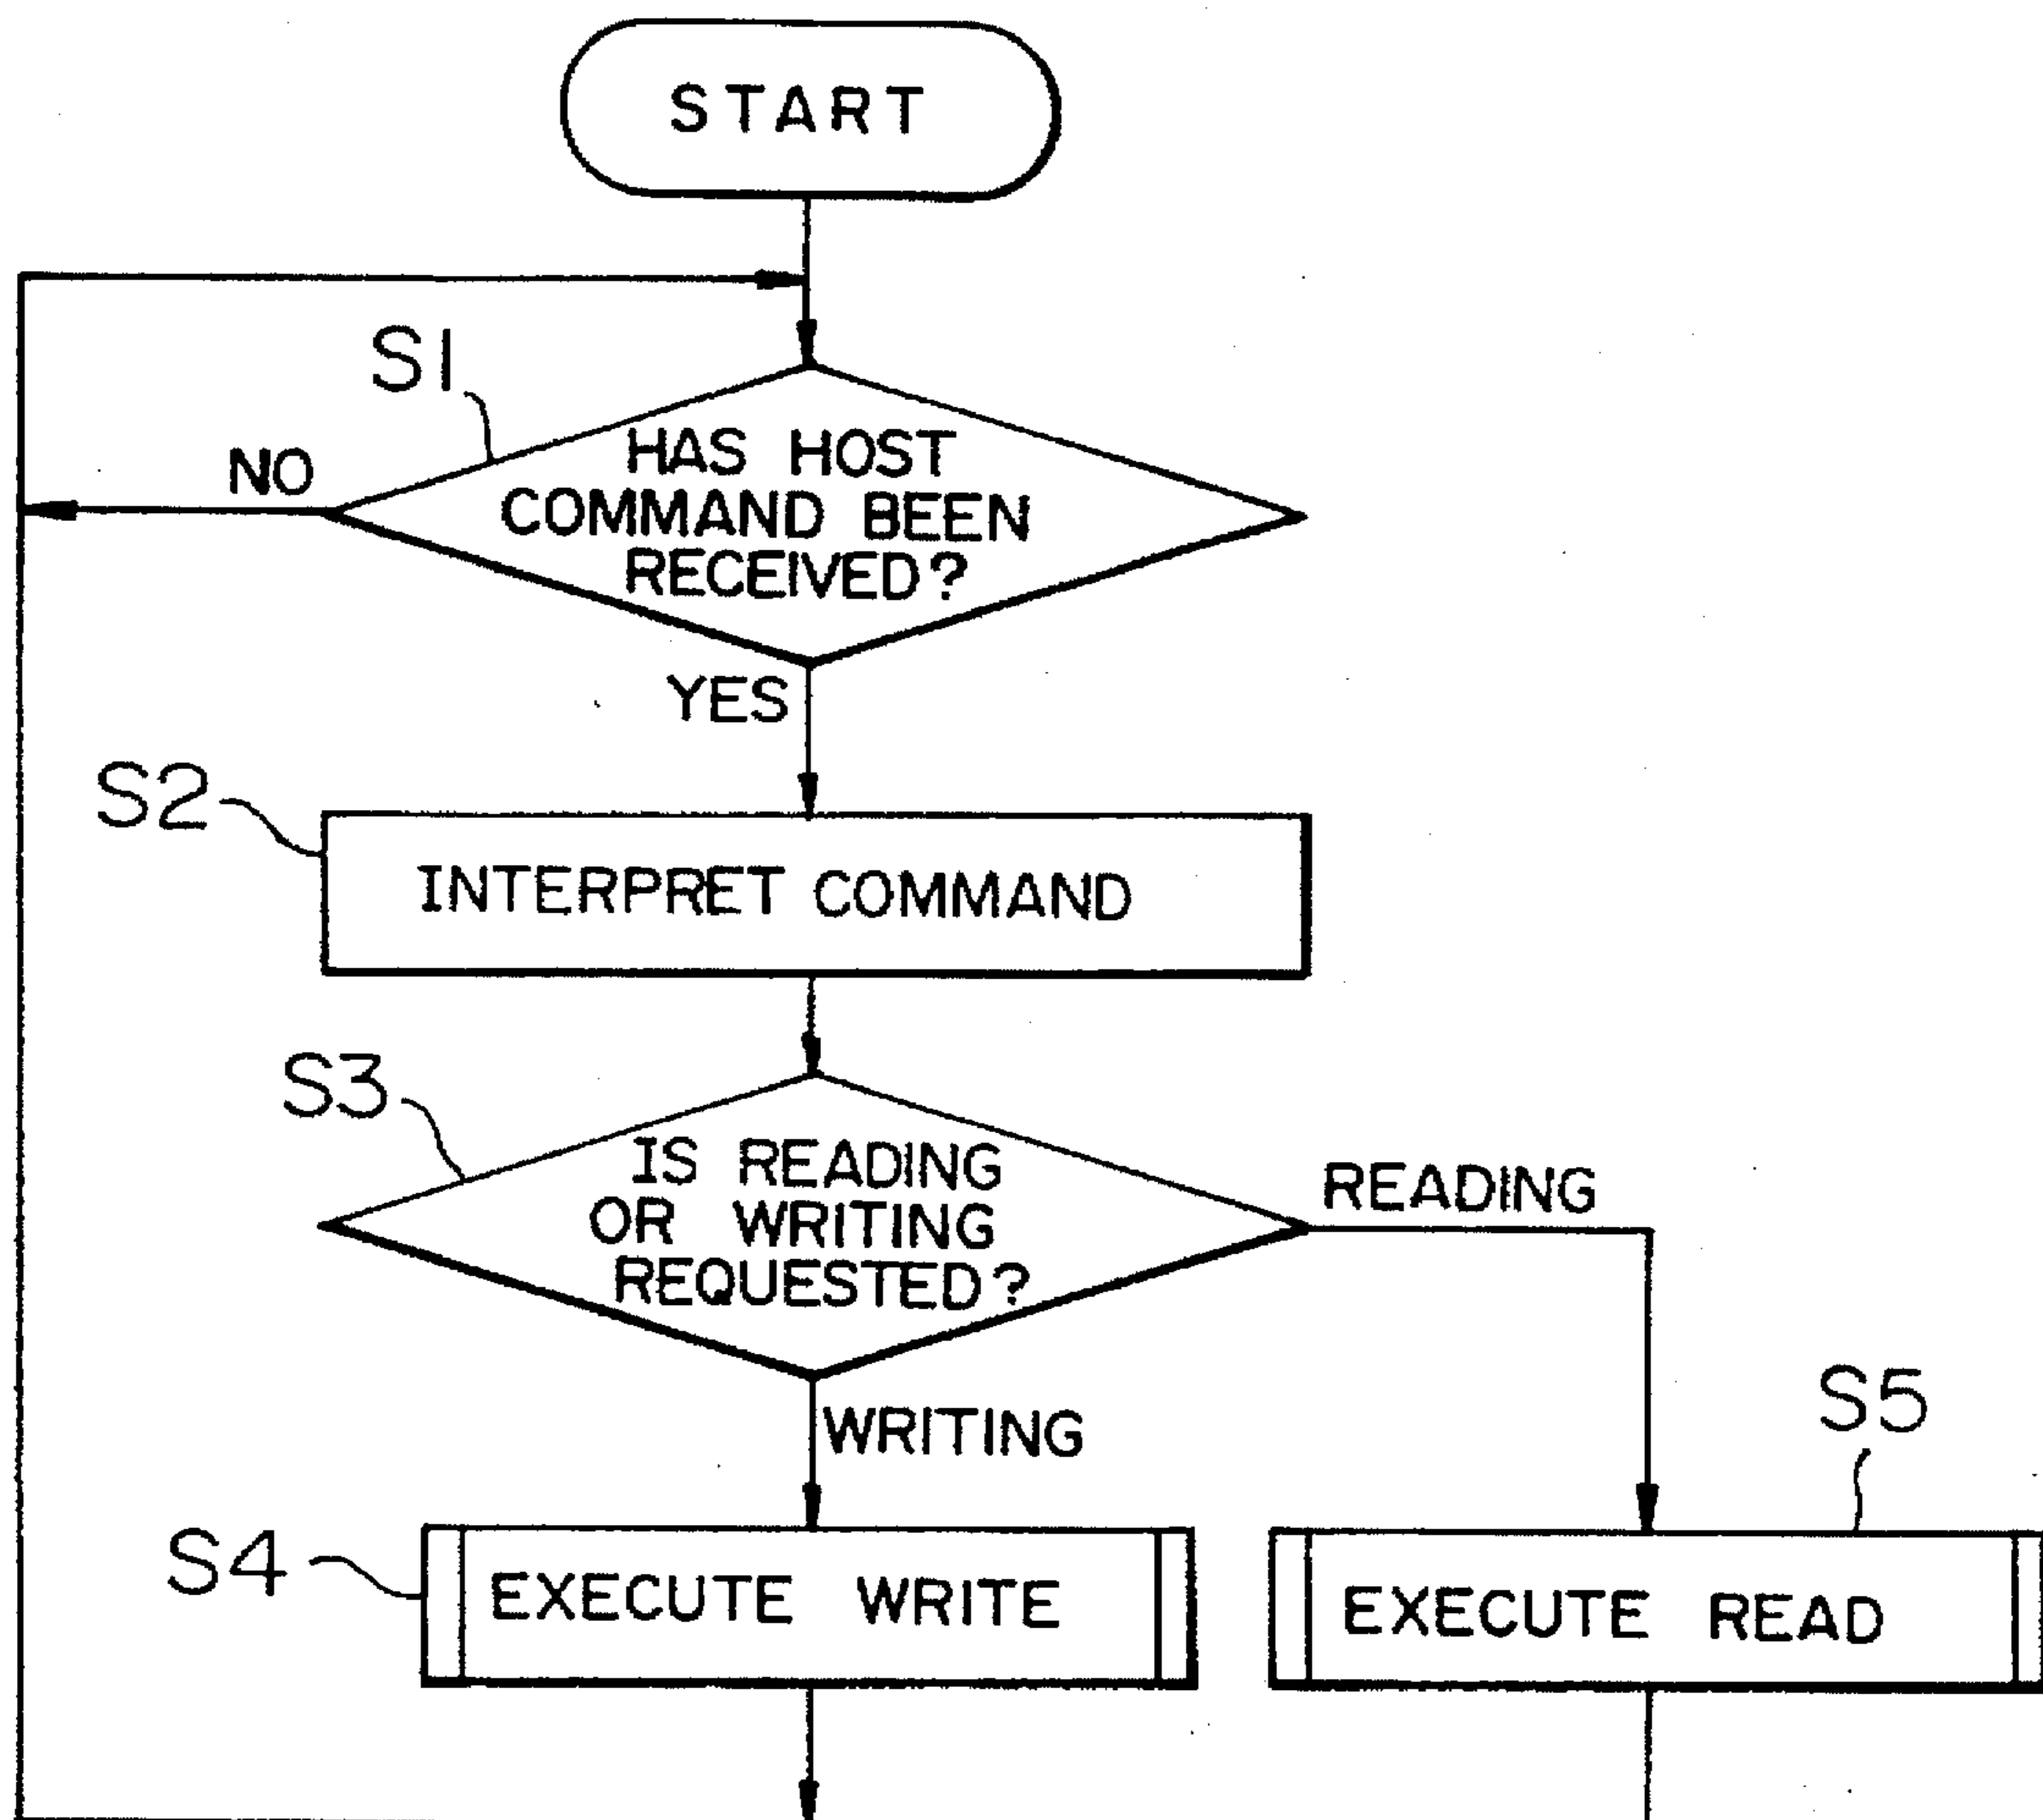 START
S1
NO
HAS HOST
COMMAND BEEN
RECEIVED?
YES
S2
INTERPRET COMMAND
S3
IS READING
OR WRITING
REQUESTED?
READING
WRITING
S5
S4
EXECUTE WRITE
EXECUTE READ